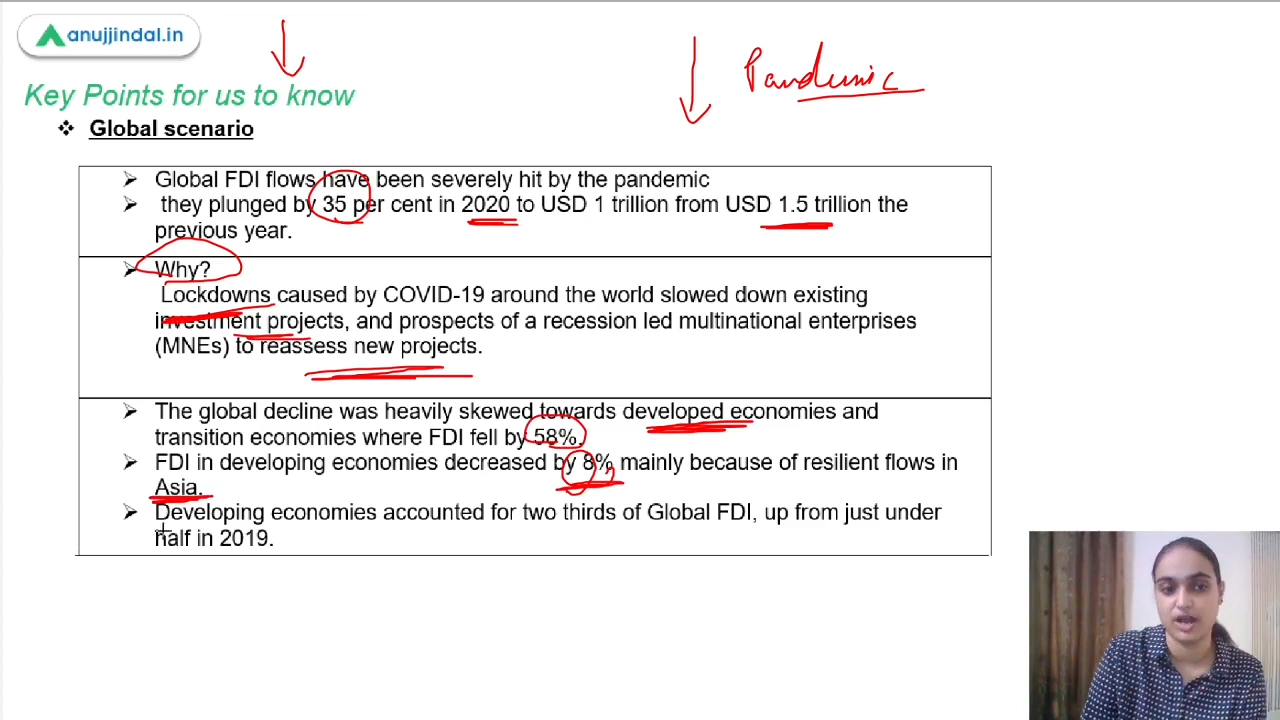 anujjindal.in
Pandemic
Key Points for us to know
❖ Global scenario
➢ Global FDI flows have been severely hit by the pandemic
➢ they plunged by 35 per cent in 2020 to USD 1 trillion from USD 1.5 trillion the
previous year.
➢ Why?
Lockdowns caused by COVID-19 around the world slowed down existing
investment projects, and prospects of a recession led multinational enterprises
(MNEs) to reassess new projects.
➢ The global decline was heavily skewed towards developed economies and
transition economies where FDI fell by 58%.
➢ FDI in developing economies decreased by 8%, mainly because of resilient flows in
Asia.
➢ Developing economies accounted for two thirds of Global FDI, up from just under
half in 2019.